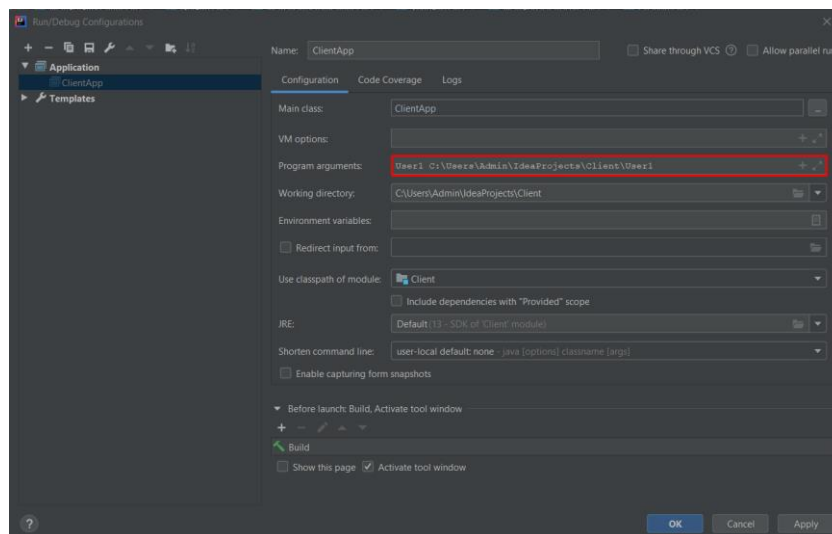 Run/Debug Configurations
Name: ClientApp
Share through VCS
Allow parallel ru
Application
ClientApp
Templates
Configuration Code Coverage Logs
Main class: ClientApp
VM options:
Program arguments: User1 C:\Users\Admin\IdeaProjects\Client\User1
Working directory: C:\Users\Admin\IdeaProjects\Client
Environment variables:
Redirect input from:
Use classpath of module: Client
Include dependencies with "Provided" scope
JRE: Default (13 - SDK of 'Client' module)
Shorten command line: user-local default: none - java [options] classname [args]
Enable capturing form snapshots
Before launch: Build, Activate tool window
Build
Show this page Activate tool window
? OK Cancel Apply